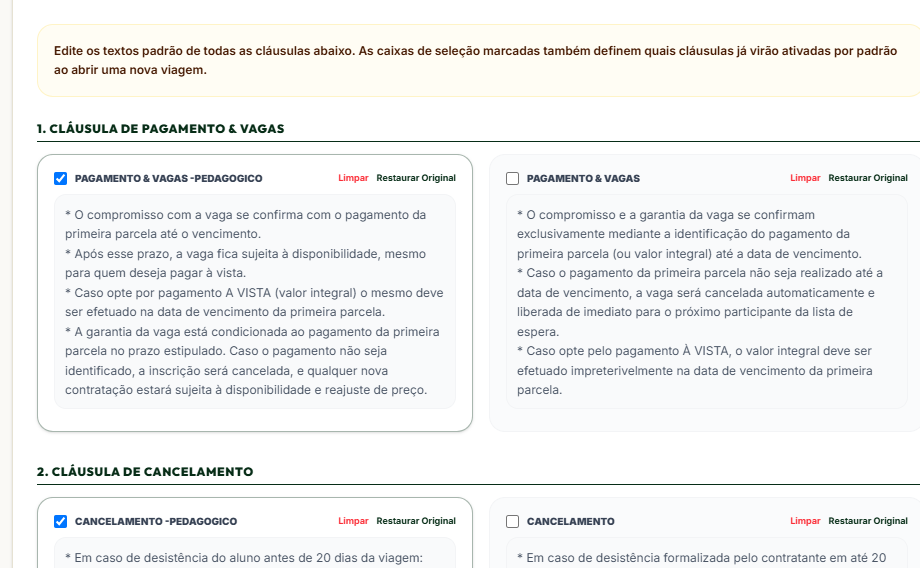 Edite os textos padrão de todas as cláusulas abaixo. As caixas de seleção marcadas também definem quais cláusulas já virão ativadas por padrão
ao abrir uma nova viagem.
1. CLÁUSULA DE PAGAMENTO & VAGAS
PAGAMENTO & VAGAS -PEDAGOGICO
Limpar Restaurar Original
* O compromisso com a vaga se confirma com o pagamento da
primeira parcela até o vencimento.
* Após esse prazo, a vaga fica sujeita à disponibilidade, mesmo
para quem deseja pagar à vista.
* Caso opte por pagamento A VISTA (valor integral) o mesmo deve
ser efetuado na data de vencimento da primeira parcela.
* A garantia da vaga está condicionada ao pagamento da primeira
parcela no prazo estipulado. Caso o pagamento não seja
identificado, a inscrição será cancelada, e qualquer nova
contratação estará sujeita à disponibilidade e reajuste de preço.
PAGAMENTO & VAGAS
Limpar Restaurar Original
* O compromisso e a garantia da vaga se confirmam
exclusivamente mediante a identificação do pagamento da
primeira parcela (ou valor integral) até a data de vencimento.
* Caso o pagamento da primeira parcela não seja realizado até a
data de vencimento, a vaga será cancelada automaticamente e
liberada de imediato para o próximo participante da lista de
espera.
* Caso opte pelo pagamento À VISTA, o valor integral deve ser
efetuado impreterivelmente na data de vencimento da primeira
parcela.
2. CLÁUSULA DE CANCELAMENTO
CANCELAMENTO -PEDAGOGICO
Limpar Restaurar Original
* Em caso de desistência do aluno antes de 20 dias da viagem:
CANCELAMENTO
Limpar Restaurar Original
* Em caso de desistência formalizada pelo contratante em até 20